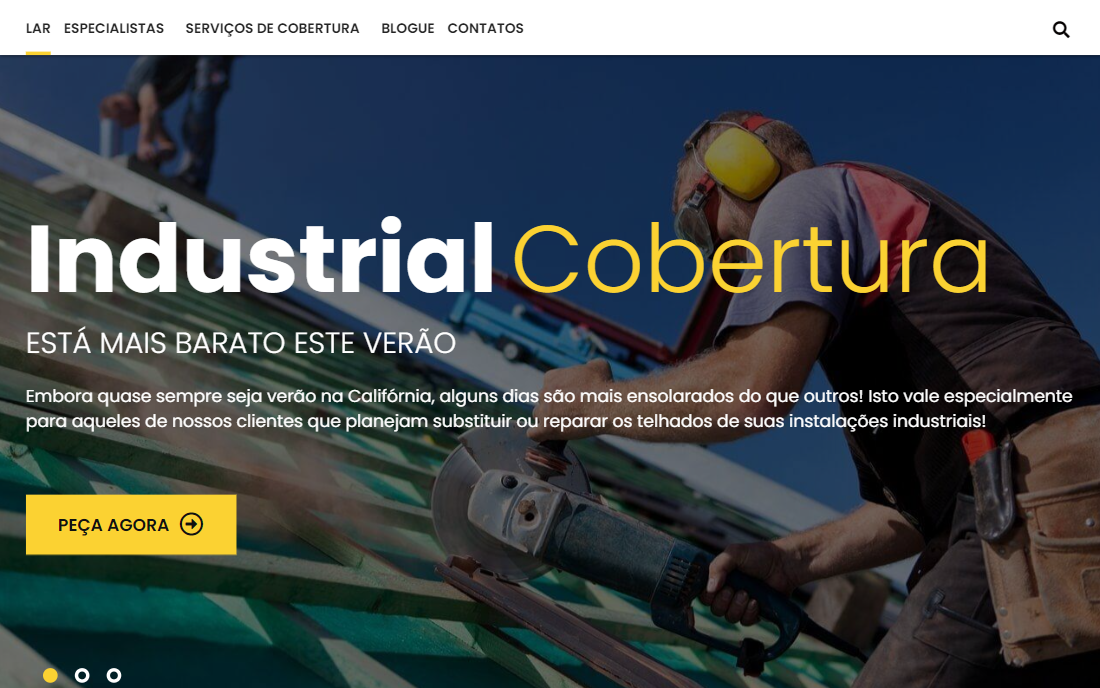 LAR ESPECIALISTAS SERVIÇOS DE COBERTURA BLOGUE CONTATOS
Industrial Cobertura
ESTÁ MAIS BARATO ESTE VERÃO
Embora quase sempre seja verão na Califórnia, alguns dias são mais ensolarados do que outros! Isto vale especialmente
para aqueles de nossos clientes que planejam substituir ou reparar os telhados de suas instalações industriais!
PEÇA AGORA